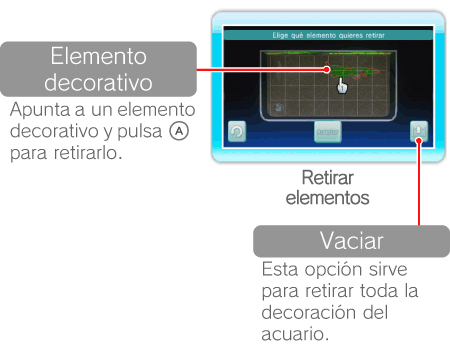 Elige qué elemento quieres retirar
Elemento
decorativo
Apunta a un elemento
decorativo y pulsa Ⓐ
para retirarlo.
Retirar
elementos
Vaciar
Esta opción sirve
para retirar toda la
decoración del
acuario.